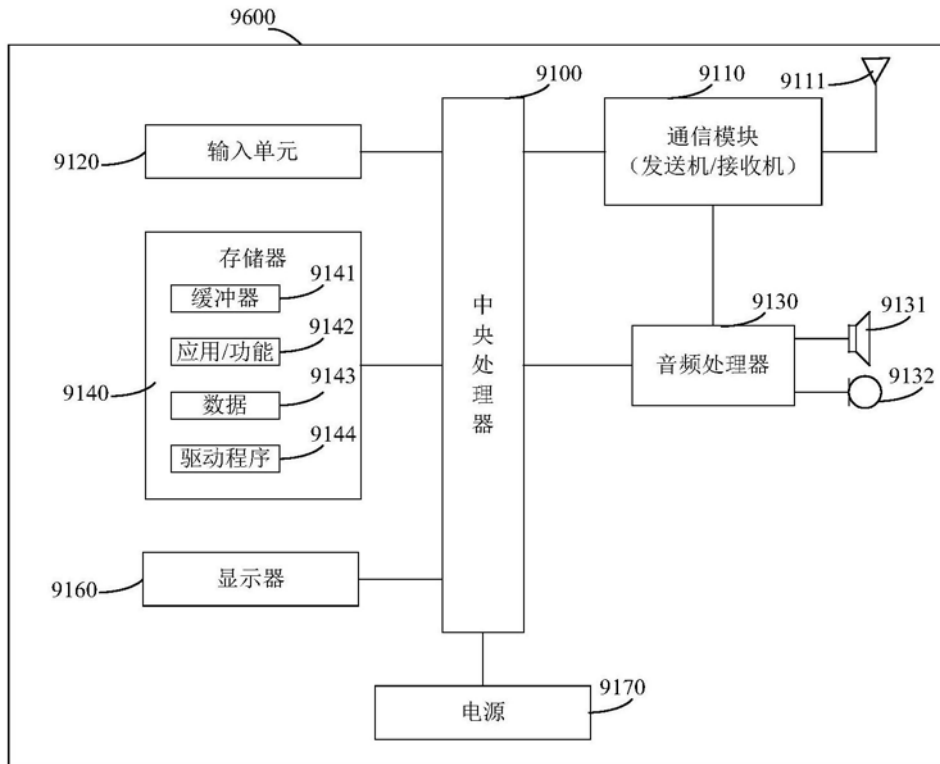 9600
9100
9110
9111
9120
输入单元
通信模块
（发送机/接收机）
存储器
9141
缓冲器
9142
应用/功能
9140
9143
数据
9144
驱动程序
中央处理器
9130
音频处理器
9131
9132
9160
显示器
9170
电源